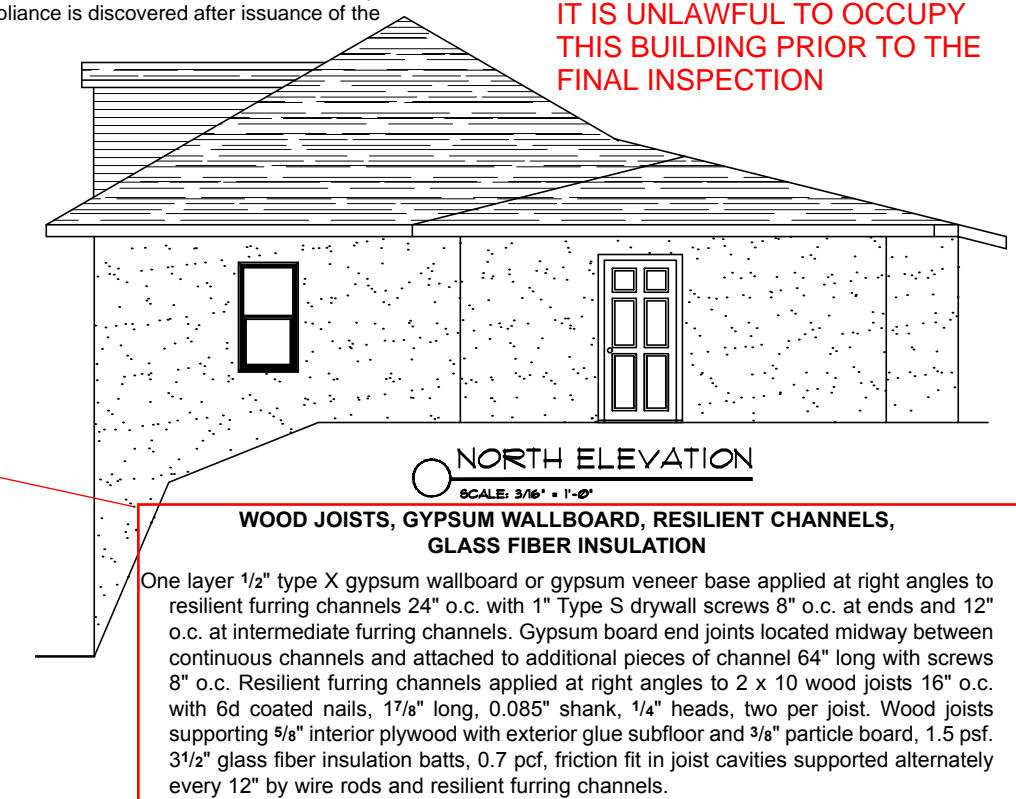 pliance is discovered after issuance of the
IT IS UNLAWFUL TO OCCUPY
THIS BUILDING PRIOR TO THE
FINAL INSPECTION
NORTH ELEVATION
SCALE: 3/16" = 1'-0"
WOOD JOISTS, GYPSUM WALLBOARD, RESILIENT CHANNELS,
GLASS FIBER INSULATION
One layer 1/2" type X gypsum wallboard or gypsum veneer base applied at right angles to
resilient furring channels 24" o.c. with 1" Type S drywall screws 8" o.c. at ends and 12"
o.c. at intermediate furring channels. Gypsum board end joints located midway between
continuous channels and attached to additional pieces of channel 64" long with screws
8" o.c. Resilient furring channels applied at right angles to 2 x 10 wood joists 16" o.c.
with 6d coated nails, 17/8" long, 0.085" shank, 1/4" heads, two per joist. Wood joists
supporting 5/8" interior plywood with exterior glue subfloor and 3/8" particle board, 1.5 psf.
31/2" glass fiber insulation batts, 0.7 pcf, friction fit in joist cavities supported alternately
every 12" by wire rods and resilient furring channels.